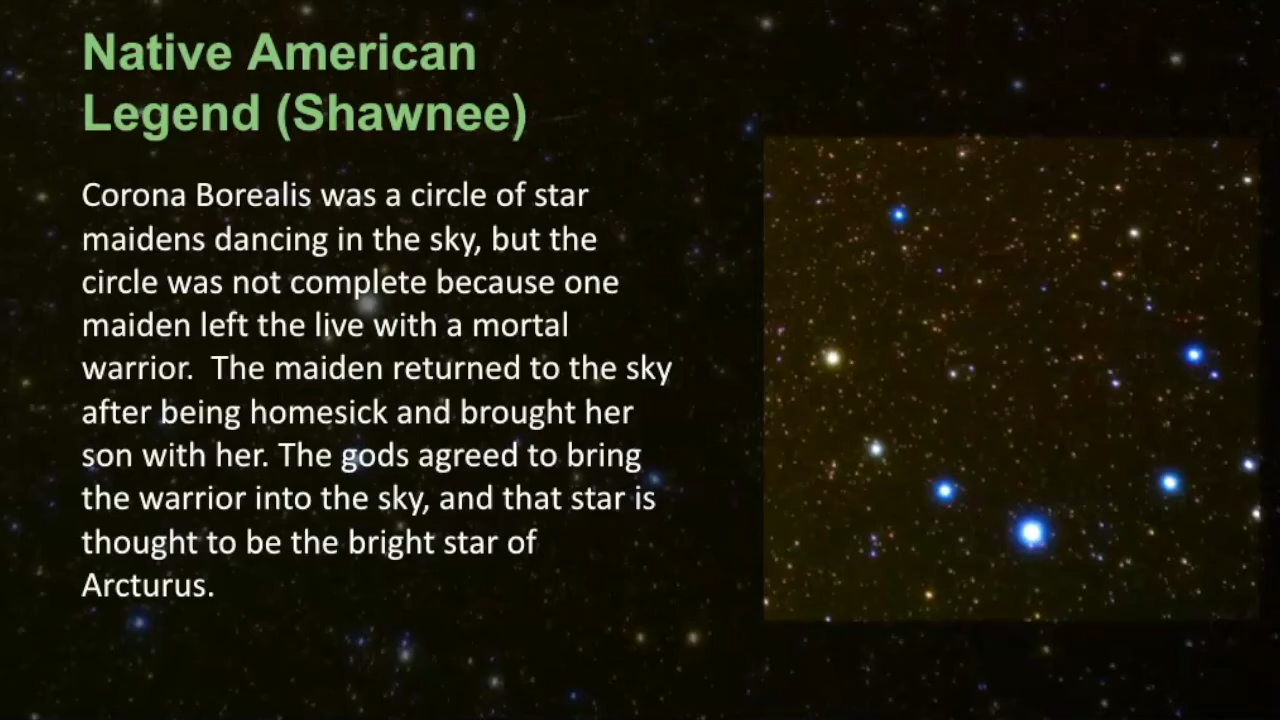 Native American
Legend (Shawnee)
Corona Borealis was a circle of star
maidens dancing in the sky, but the
circle was not complete because one
maiden left the live with a mortal
warrior.  The maiden returned to the sky
after being homesick and brought her
son with her. The gods agreed to bring
the warrior into the sky, and that star is
thought to be the bright star of
Arcturus.